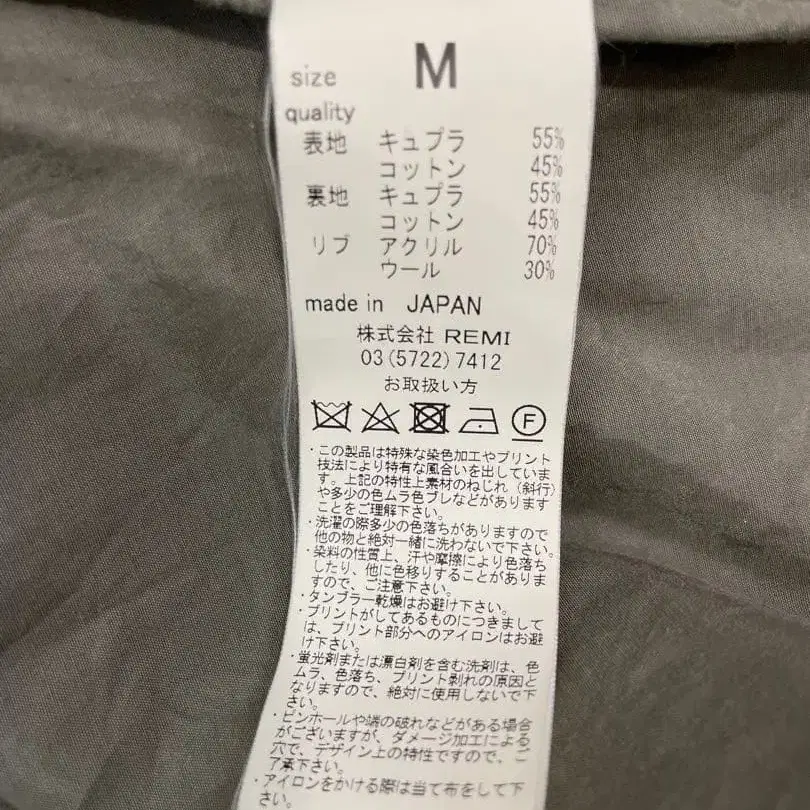 size M
quality
表地 キュプラ 55%
コットン 45%
裏地 キュプラ 55%
コットン 45%
リブ アクリル 70%
ウール 30%
made in JAPAN
株式会社 REMI
03(5722)7412
お取扱い方
F
・この製品は特殊な染色加工やプリント
技法により特有な風合いを出していま
す。上記の特性上素材のねじれ（斜行）
や多少の色ムラ色ブレなどがあります
ことをご理解下さい。
・洗濯の際多少の色落ちがありますので
他の物と絶対一緒に洗わないで下さい。
・染料の性質上、汗や摩擦により色落ち
したり、他に色移りすることがありま
すので、ご注意下さい。
・タンブラー乾燥はお避け下さい。
・プリントがしてあるものにつきまして
は、プリント部分へのアイロンはお避
け下さい。
・蛍光剤または漂白剤を含む洗剤は、色
ムラ、色落ち、プリント剥れの原因と
なりますので、絶対に使用しないで下
さい。
・ピンホールや端の破れなどがある場合
がございますが、ダメージ加工による
穴で、デザイン上の特性ですので、ご
了承下さい。
・アイロンをかける際は当て布をして下
さい。